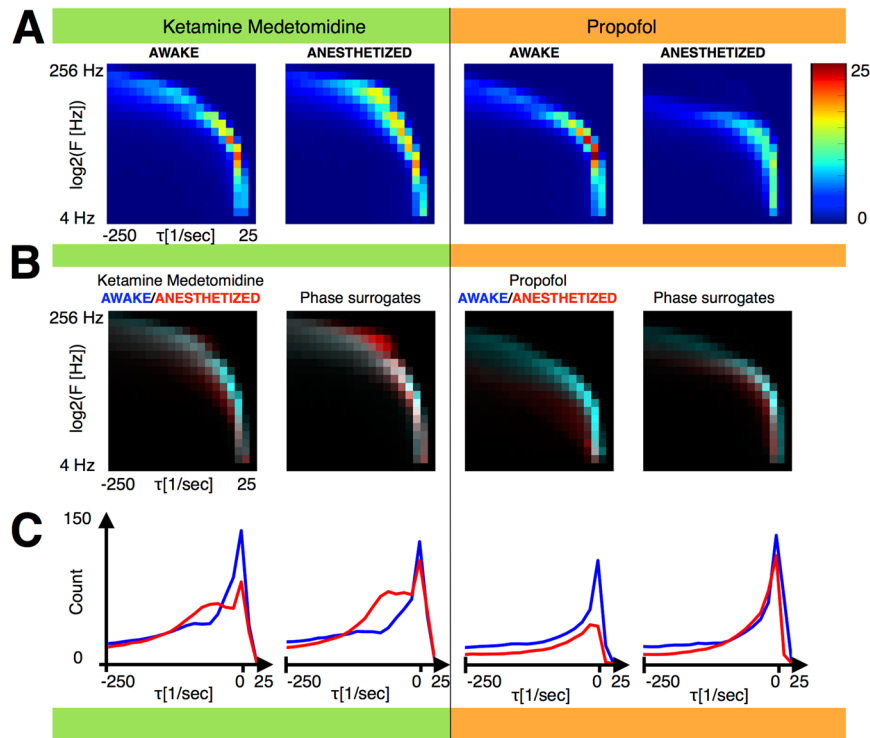 A
Ketamine Medetomidine
Propofol
AWAKE
ANESTHETIZED
AWAKE
ANESTHETIZED
256 Hz
log2(F [Hz])
4 Hz
-250
τ[1/sec]
25
25
0
B
Ketamine Medetomidine
AWAKE/ANESTHETIZED
Phase surrogates
Propofol
AWAKE/ANESTHETIZED
Phase surrogates
256 Hz
log2(F [Hz])
4 Hz
-250
τ[1/sec]
25
C
150
Count
0
-250
0
25
τ[1/sec]
-250
0
25
τ[1/sec]
-250
0
25
τ[1/sec]
-250
0
25
τ[1/sec]